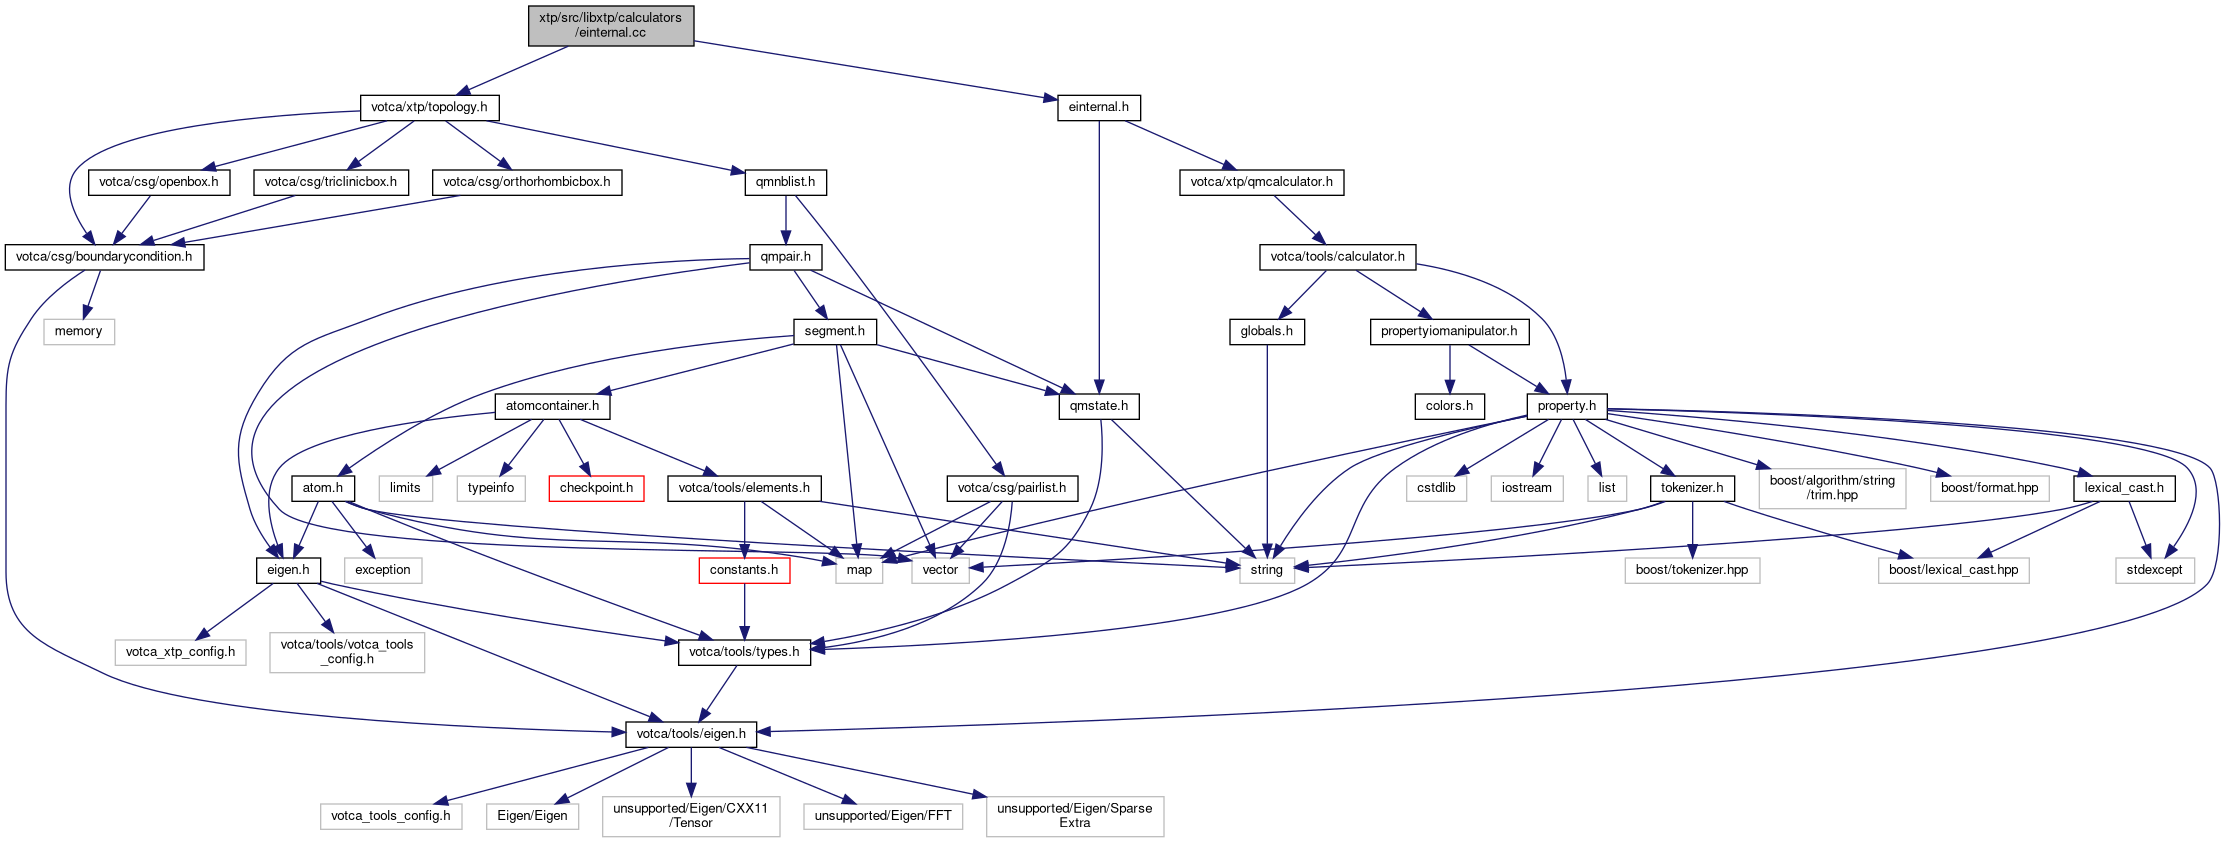 xtp/src/libxtp/calculators
/einternal.cc
votca/xtp/topology.h
einternal.h
votca/csg/openbox.h
votca/csg/triclinicbox.h
votca/csg/orthorhombicbox.h
qmnblist.h
votca/xtp/qmcalculator.h
votca/csg/boundarycondition.h
qmpair.h
votca/tools/calculator.h
memory
segment.h
globals.h
propertyiomanipulator.h
atomcontainer.h
qmstate.h
colors.h
property.h
atom.h
limits
typeinfo
checkpoint.h
votca/tools/elements.h
votca/csg/pairlist.h
cstdlib
iostream
list
tokenizer.h
boost/algorithm/string
/trim.hpp
boost/format.hpp
lexical_cast.h
eigen.h
exception
constants.h
map
vector
string
boost/tokenizer.hpp
boost/lexical_cast.hpp
stdexcept
votca_xtp_config.h
votca/tools/votca_tools
_config.h
votca/tools/types.h
votca/tools/eigen.h
votca_tools_config.h
Eigen/Eigen
unsupported/Eigen/CXX11
/Tensor
unsupported/Eigen/FFT
unsupported/Eigen/Sparse
Extra